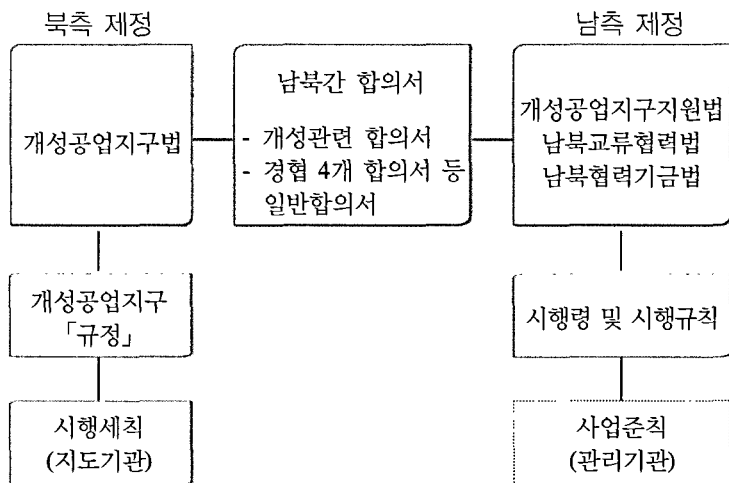 북측 제정
남측 제정
개성공업지구법
남북간 합의서
- 개성관련 합의서
- 경협 4개 합의서 등
일반합의서
개성공업지구지원법
남북교류협력법
남북협력기금법
개성공업지구
「규정」
시행령 및 시행규칙
시행세칙
(지도기관)
사업준칙
(관리기관)